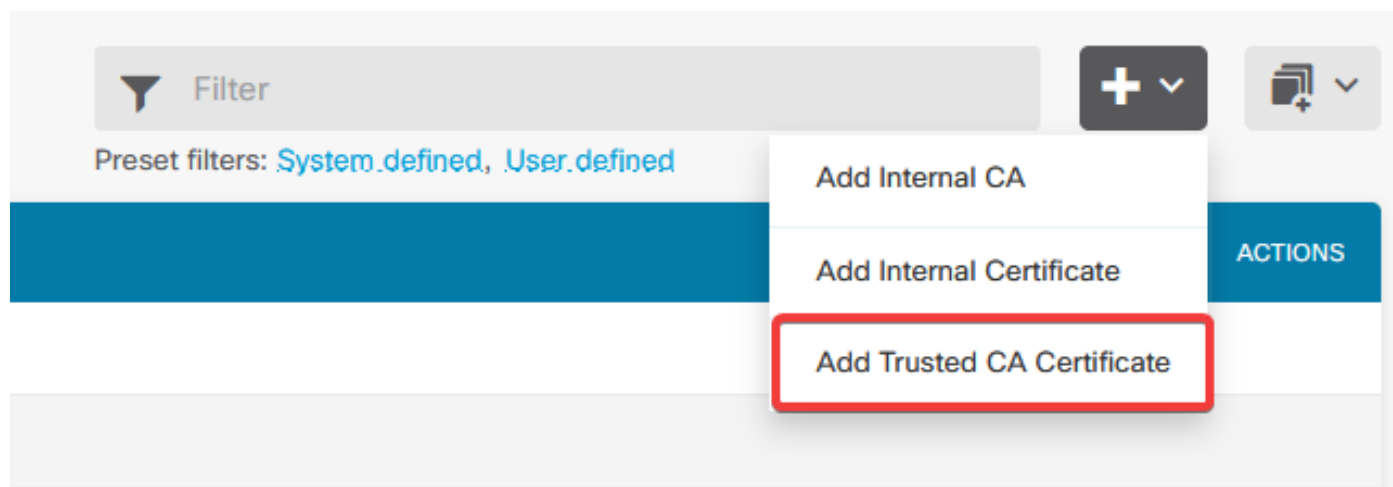 Filter
Preset filters: System defined, User defined
Add Internal CA
Add Internal Certificate
ACTIONS
Add Trusted CA Certificate